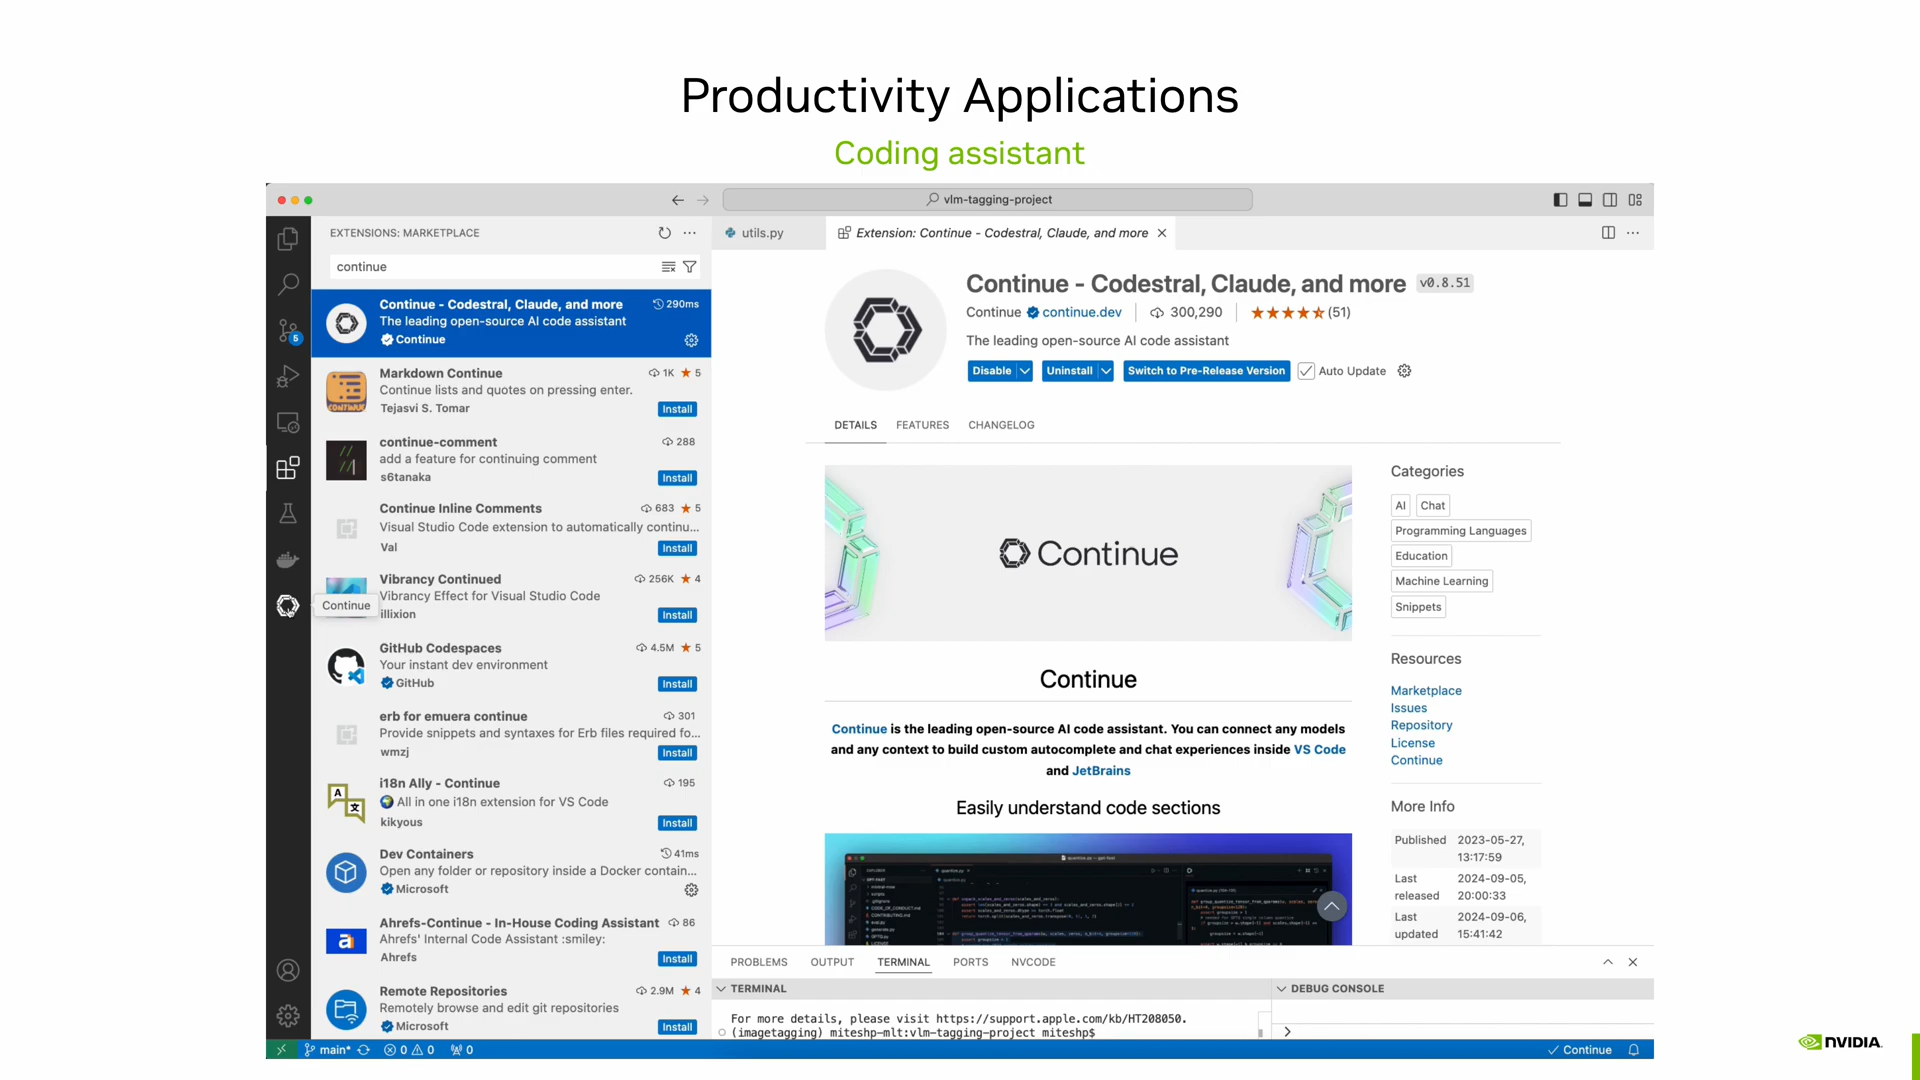 Productivity Applications
Coding assistant
vlm-tagging-project
EXTENSIONS: MARKETPLACE
continue
Continue - Codestral, Claude, and more 290ms
The leading open-source AI code assistant
Continue
Markdown Continue 1K 5
Continue lists and quotes on pressing enter.
Tejasvi S. Tomar Install
continue-comment 288
add a feature for continuing comment
s6tanaka Install
Continue Inline Comments 683 5
Visual Studio Code extension to automatically continu...
Val Install
Vibrancy Continued 256K 4
Vibrancy Effect for Visual Studio Code
illixion Install
Continue
GitHub Codespaces 4.5M 5
Your instant dev environment
GitHub Install
erb for emuera continue 301
Provide snippets and syntaxes for Erb files required fo...
wmzj Install
i18n Ally - Continue 195
All in one i18n extension for VS Code
kikyous Install
Dev Containers 41ms
Open any folder or repository inside a Docker contain...
Microsoft
Ahrefs-Continue - In-House Coding Assistant 86
Ahrefs' Internal Code Assistant :smiley:
Ahrefs Install
Remote Repositories 2.9M 4
Remotely browse and edit git repositories
Microsoft Install
utils.py
Extension: Continue - Codestral, Claude, and more
Continue - Codestral, Claude, and more v0.8.51
Continue continue.dev 300,290 (51)
The leading open-source AI code assistant
Disable Uninstall Switch to Pre-Release Version Auto Update
DETAILS FEATURES CHANGELOG
Continue
Continue
Continue is the leading open-source AI code assistant. You can connect any models
and any context to build custom autocomplete and chat experiences inside VS Code
and JetBrains
Easily understand code sections
Categories
AI Chat
Programming Languages
Education
Machine Learning
Snippets
Resources
Marketplace
Issues
Repository
License
Continue
More Info
Published 2023-05-27,
13:17:59
Last 2024-09-05,
released 20:00:33
Last 2024-09-06,
updated 15:41:42
PROBLEMS OUTPUT TERMINAL PORTS NVCODE
TERMINAL
For more details, please visit https://support.apple.com/kb/HT208050.
(imagetagging) miteshp-mlt:vlm-tagging-project miteshp$
DEBUG CONSOLE
main* 0 0 0
Continue
5
NVIDIA